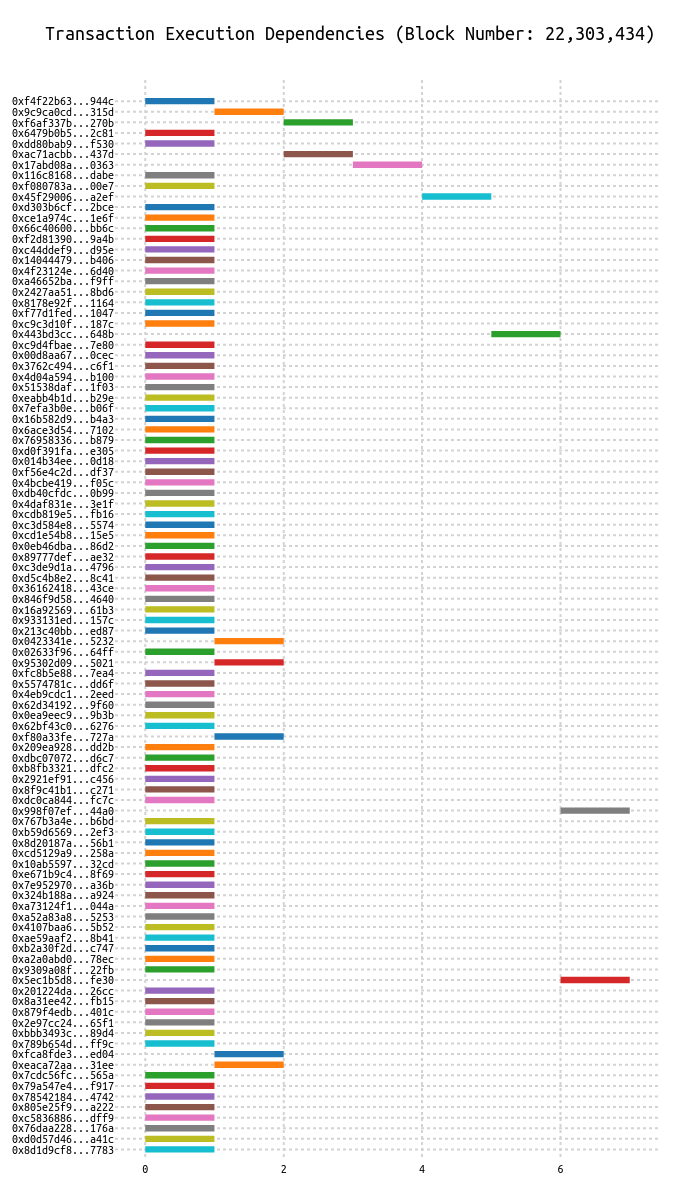 Transaction Execution Dependencies (Block Number: 22,303,434)
0xf4f22b63...944c
0x9c9ca0cd...315d
0xf6af337b...270b
0x6479b0b5...2c81
0xdd80bab9...f530
0xac71acbb...437d
0x17abd08a...0363
0x116c8168...dabe
0xf080783a...00e7
0x45f29006...a2ef
0xd303b6cf...2bce
0xce1a974c...1e6f
0x66c40600...bb6c
0xf2d81390...9a4b
0xc44ddef9...d95e
0x14044479...b406
0x4f23124e...6d40
0xa46652ba...f9ff
0x2427aa51...8bd6
0x8178e92f...1164
0xf77d1fed...1047
0xc9c3d10f...187c
0x443bd3cc...648b
0xc9d4fbae...7e80
0x00d8aa67...0cec
0x3762c494...c6f1
0x4d04a594...b100
0x51538daf...1f03
0xeabb4b1d...b29e
0x7efa3b0e...b06f
0x16b582d9...b4a3
0x6ace3d54...7102
0x76958336...b879
0xd0f391fa...e305
0x014b34ee...0d18
0xf56e4c2d...df37
0x4bcbe419...f05c
0xdb40cfdc...0b99
0x4daf831e...3e1f
0xcdb819e5...fb16
0xc3d584e8...5574
0xcd1e54b8...15e5
0x0eb46dba...86d2
0x89777def...ae32
0xc3de9d1a...4796
0xd5c4b8e2...8c41
0x36162418...43ce
0x846f9d58...4640
0x16a92569...61b3
0x933131ed...157c
0x213c40bb...ed87
0x0423341e...5232
0x02633f96...64ff
0x95302d09...5021
0xfc8b5e88...7ea4
0x5574781c...dd6f
0x4eb9cdc1...2eed
0x62d34192...9f60
0x0ea9eec9...9b3b
0x62bf43c0...6276
0xf80a33fe...727a
0x209ea928...dd2b
0xdbc07072...d6c7
0xb8fb3321...dfc2
0x2921ef91...c456
0x8f9c41b1...c271
0xdc0ca844...fc7c
0x998f07ef...44a0
0x767b3a4e...b6bd
0xb59d6569...2ef3
0x8d20187a...56b1
0xcd5129a9...258a
0x10ab5597...32cd
0xe671b9c4...8f69
0x7e952970...a36b
0x324b188a...a924
0xa73124f1...044a
0xa52a83a8...5253
0x4107baa6...5b52
0xae59aaf2...8b41
0xb2a30f2d...c747
0xa2a0abd0...78ec
0x9309a08f...22fb
0x5ec1b5d8...fe30
0x201224da...26cc
0x8a31ee42...fb15
0x879f4edb...401c
0x2e97cc24...65f1
0xbbb3493c...89d4
0x789b654d...ff9c
0xfca8fde3...ed04
0xeaca72aa...31ee
0x7cdc56fc...565a
0x79a547e4...f917
0x78542184...4742
0x805e25f9...a222
0xc5836886...dff9
0x76daa228...176a
0xd0d57d46...a41c
0x8d1d9cf8...7783
0 2 4 6